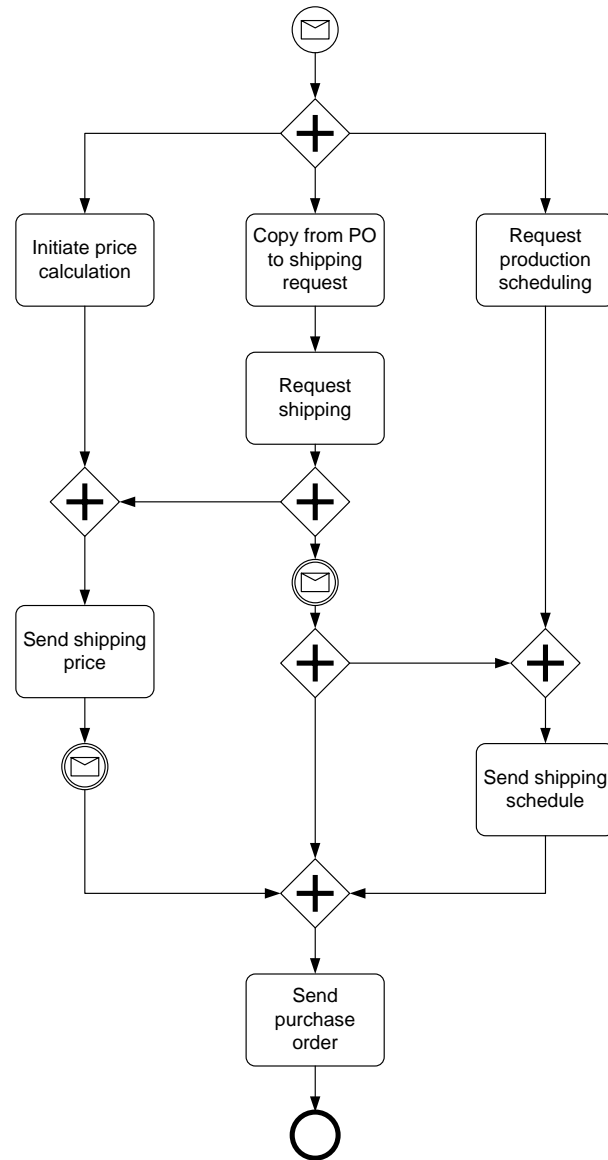 Initiate price
calculation
Copy from PO
to shipping
request
Request
production
scheduling
Request
shipping
Send shipping
price
Send shipping
schedule
Send
purchase
order